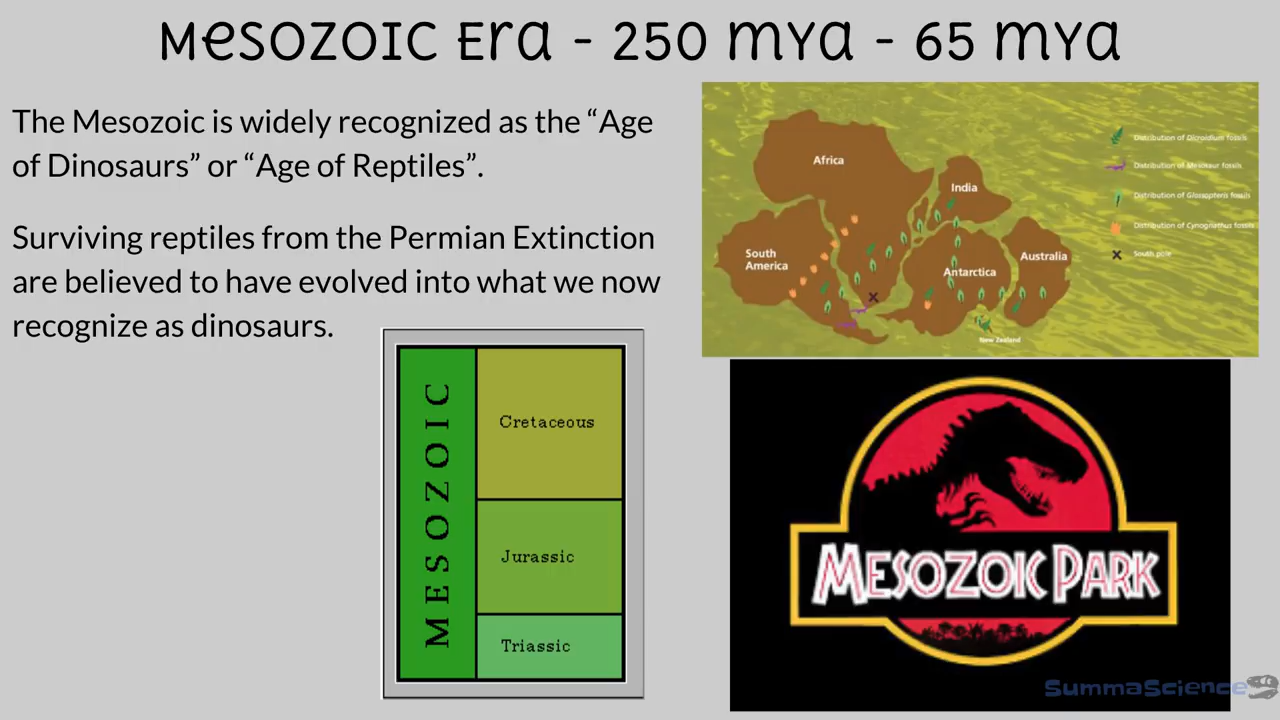 Mesozoic Era - 250 mya - 65 mya
The Mesozoic is widely recognized as the “Age
of Dinosaurs” or “Age of Reptiles”.
Surviving reptiles from the Permian Extinction
are believed to have evolved into what we now
recognize as dinosaurs.
MESOZOIC
Cretaceous
Jurassic
Triassic
Africa
India
South
America
Antarctica
Australia
New Zealand
Distribution of Dicroidium fossils
Distribution of Mesosaur fossils
Distribution of Glossopteris fossils
Distribution of Cynognathus fossils
South pole
MESOZOIC PARK
SummaScience